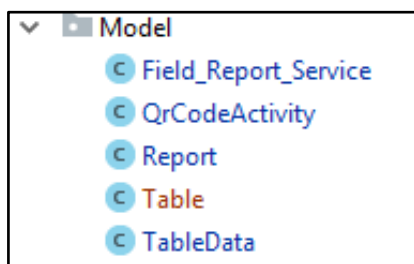 Model
C Field_Report_Service
C QrCodeActivity
C Report
C Table
C TableData